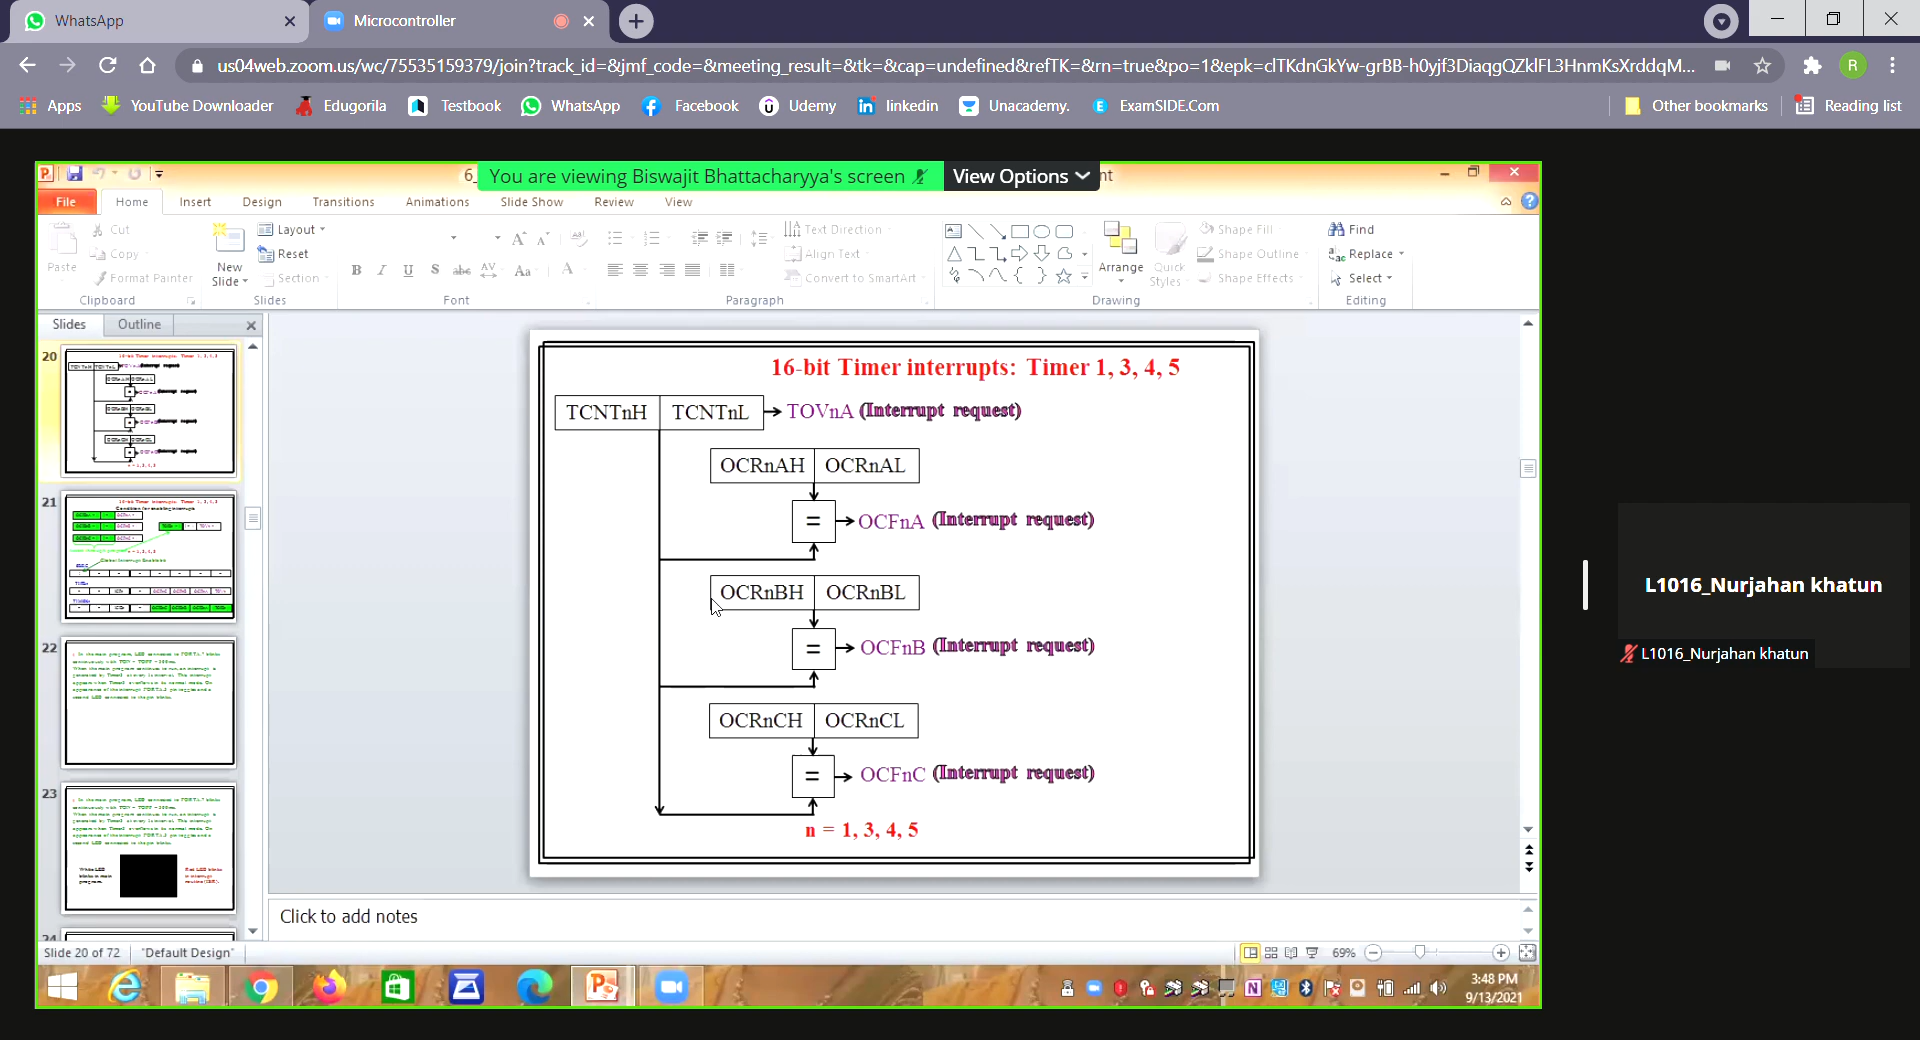 WhatsApp
Microcontroller
us04web.zoom.us/wc/75535159379/join?track_id=&jmf_code=&meeting_result=&tk=&cap=undefined&refTK=&rn=true&po=1&epk=clTKdnGkYw-grBB-h0yjf3DiaqgQZklFL3HnmKsXrddqM...
R
Apps YouTube Downloader Edugorila Testbook WhatsApp Facebook Udemy linkedin Unacademy. ExamSIDE.Com Other bookmarks Reading list
You are viewing Biswajit Bhattacharyya's screen View Options
File Home Insert Design Transitions Animations Slide Show Review View
Paste
Cut
Copy
Format Painter
Clipboard
New
Slide
Layout
Reset
Section
Slides
Font
Text Direction
Align Text
Convert to SmartArt
Paragraph
Arrange
Quick
Styles
Shape Fill
Shape Outline
Shape Effects
Drawing
Find
Replace
Select
Editing
Slides Outline
20
21
22
23
24
16-bit Timer interrupts: Timer 1, 3, 4, 5
TCNTnH TCNTnL TOVnA (Interrupt request)
OCRnAH OCRnAL
= OCFnA (Interrupt request)
OCRnBH OCRnBL
= OCFnB (Interrupt request)
OCRnCH OCRnCL
= OCFnC (Interrupt request)
n = 1, 3, 4, 5
Click to add notes
Slide 20 of 72 "Default Design" 69%
3:48 PM
9/13/2021
L1016_Nurjahan khatun
L1016_Nurjahan khatun